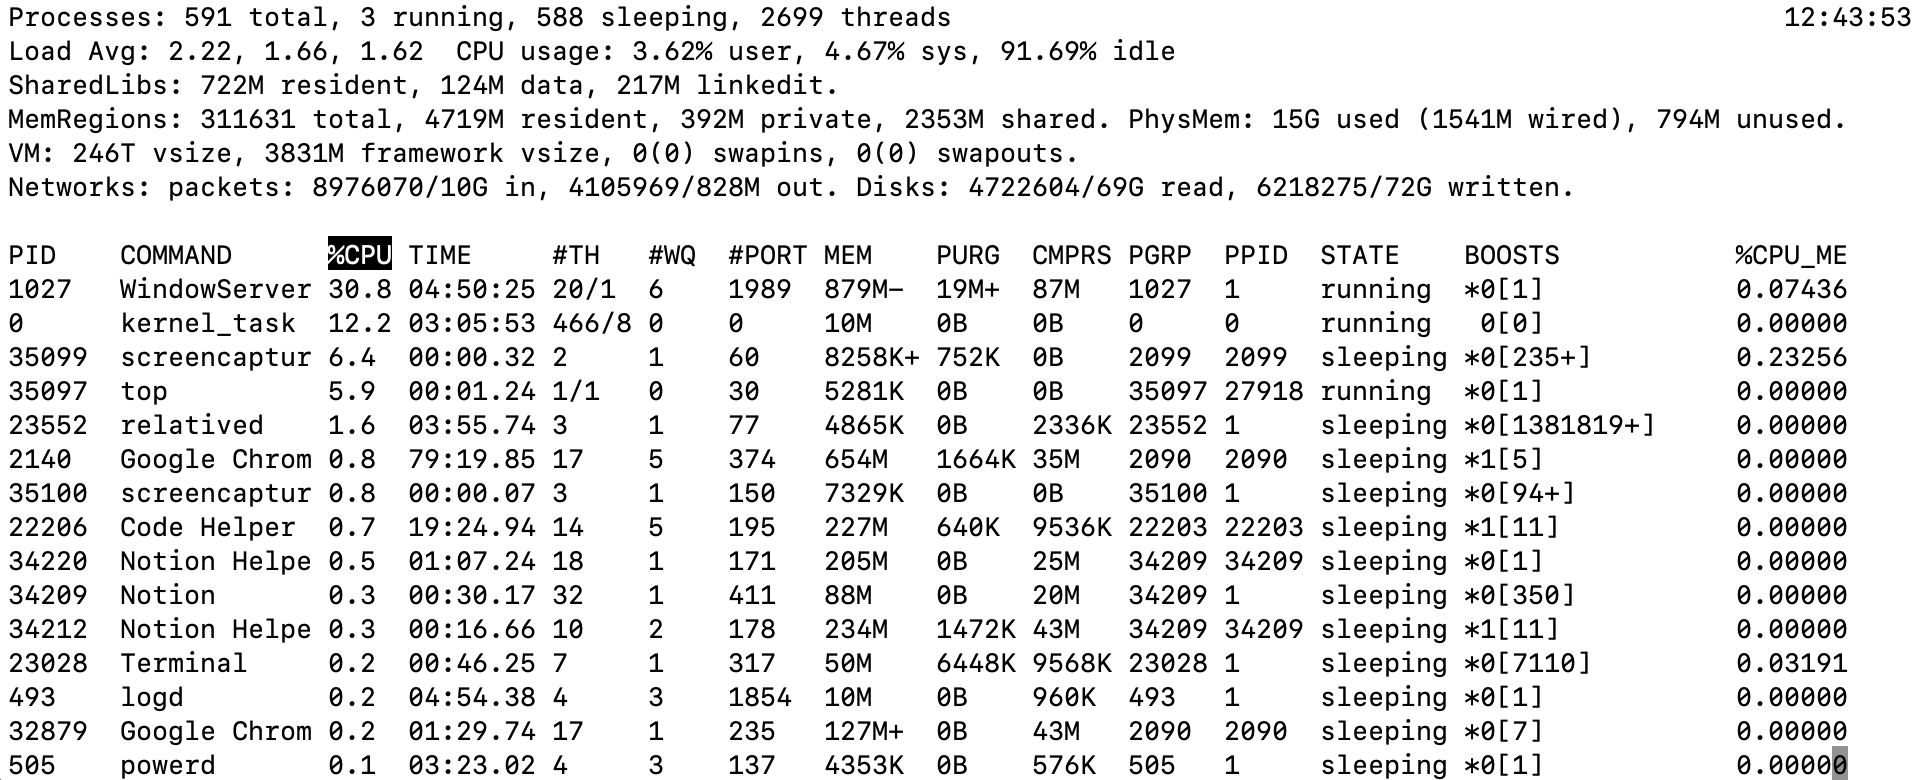 Processes: 591 total, 3 running, 588 sleeping, 2699 threads 12:43:53
Load Avg: 2.22, 1.66, 1.62  CPU usage: 3.62% user, 4.67% sys, 91.69% idle
SharedLibs: 722M resident, 124M data, 217M linkedit.
MemRegions: 311631 total, 4719M resident, 392M private, 2353M shared. PhysMem: 15G used (1541M wired), 794M unused.
VM: 246T vsize, 3831M framework vsize, 0(0) swapins, 0(0) swapouts.
Networks: packets: 8976070/10G in, 4105969/828M out. Disks: 4722604/69G read, 6218275/72G written.
PID    COMMAND      %CPU TIME     #TH   #WQ  #PORT MEM    PURG  CMPRS PGRP  PPID  STATE    BOOSTS           %CPU_ME
1027   WindowServer 30.8 04:50:25 20/1  6    1989  879M-  19M+  87M   1027  1     running  *0[1]            0.07436
0      kernel_task  12.2 03:05:53 466/8 0    0     10M    0B    0B    0     0     running   0[0]            0.00000
35099  screencaptur 6.4  00:00.32 2     1    60    8258K+ 752K  0B    2099  2099  sleeping *0[235+]         0.23256
35097  top          5.9  00:01.24 1/1   0    30    5281K  0B    0B    35097 27918 running  *0[1]            0.00000
23552  relatived    1.6  03:55.74 3     1    77    4865K  0B    2336K 23552 1     sleeping *0[1381819+]     0.00000
2140   Google Chrom 0.8  79:19.85 17    5    374   654M   1664K 35M   2090  2090  sleeping *1[5]            0.00000
35100  screencaptur 0.8  00:00.07 3     1    150   7329K  0B    0B    35100 1     sleeping *0[94+]          0.00000
22206  Code Helper  0.7  19:24.94 14    5    195   227M   640K  9536K 22203 22203 sleeping *1[11]           0.00000
34220  Notion Helpe 0.5  01:07.24 18    1    171   205M   0B    25M   34209 34209 sleeping *0[1]            0.00000
34209  Notion       0.3  00:30.17 32    1    411   88M    0B    20M   34209 1     sleeping *0[350]          0.00000
34212  Notion Helpe 0.3  00:16.66 10    2    178   234M   1472K 43M   34209 34209 sleeping *1[11]           0.00000
23028  Terminal     0.2  00:46.25 7     1    317   50M    6448K 9568K 23028 1     sleeping *0[7110]         0.03191
493    logd         0.2  04:54.38 4     3    1854  10M    0B    960K  493   1     sleeping *0[1]            0.00000
32879  Google Chrom 0.2  01:29.74 17    1    235   127M+  0B    43M   2090  2090  sleeping *0[7]            0.00000
505    powerd       0.1  03:23.02 4     3    137   4353K  0B    576K  505   1     sleeping *0[1]            0.00000